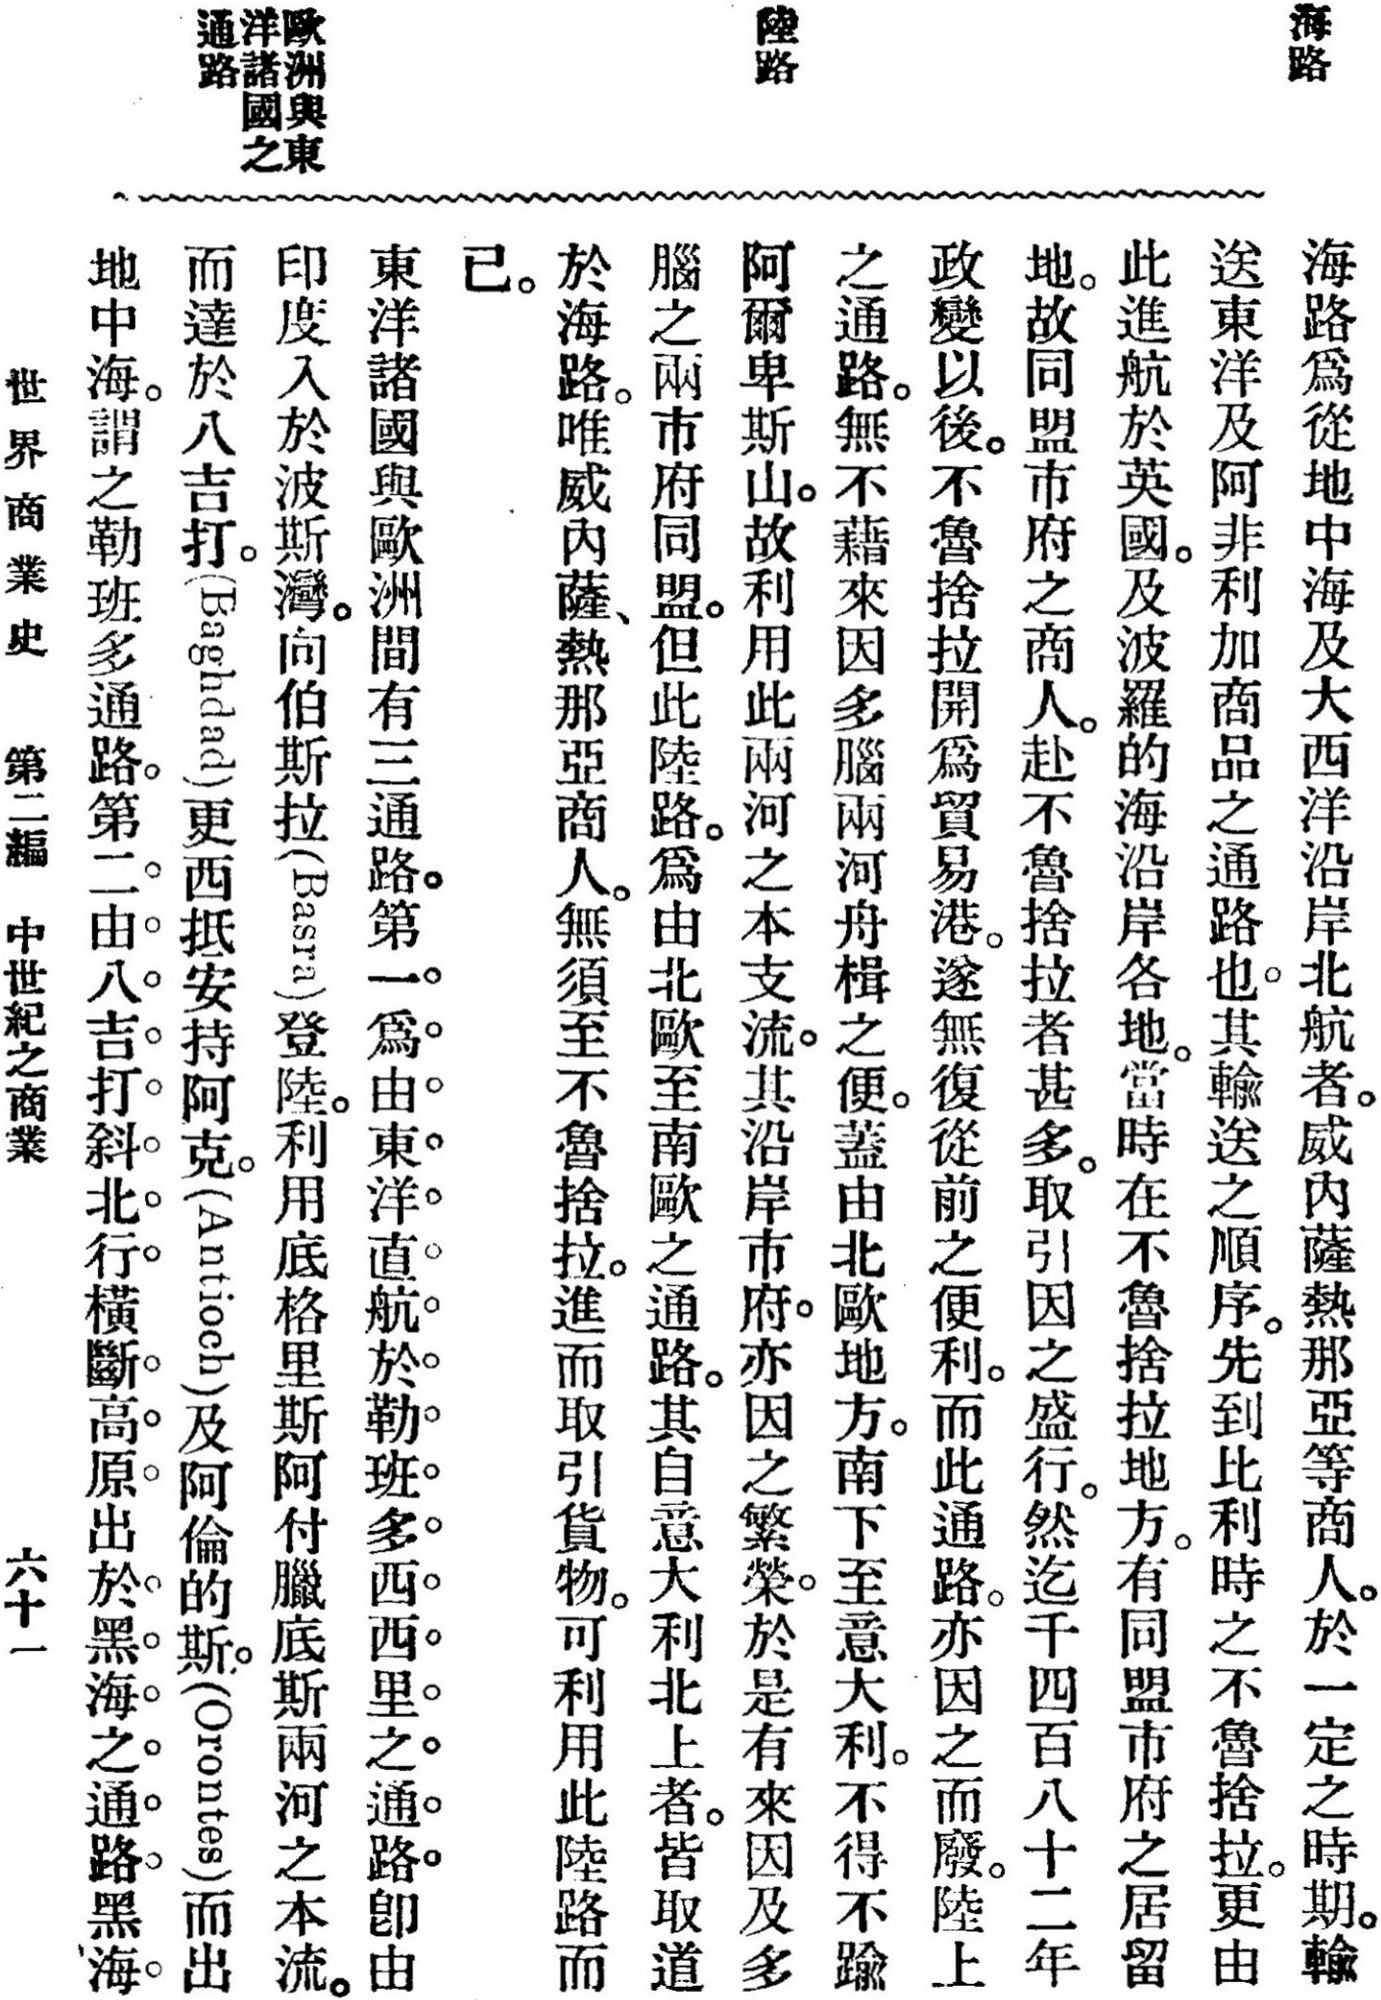 海路
海路爲從地中海及大西洋沿岸北航者。威內薩熱那亞等商人。於一定之時期。輸
送東洋及阿非利加商品之通路也。其輸送之順序。先到比利時之不魯捨拉。更由
此進航於英國。及波羅的海沿岸各地。當時在不魯捨拉地方。有同盟市府之居留
地。故同盟市府之商人。赴不魯捨拉者甚多。取引因之盛行。然迄千四百八十二年
政變以後。不魯捨拉開爲貿易港。遂無復從前之便利。而此通路。亦因之而廢。陸上
之通路。無不藉來因多腦兩河舟楫之便。蓋由北歐地方。南下至意大利。不得不踰
陸路
阿爾卑斯山。故利用此兩河之本支流。其沿岸市府。亦因之繁榮。於是有來因及多
腦之兩市府同盟。但此陸路。爲由北歐至南歐之通路。其自意大利北上者。皆取道
於海路。唯威內薩、熱那亞商人。無須至不魯捨拉。進而取引貨物。可利用此陸路而
已。
歐洲與東
洋諸國之
通路
東洋諸國與歐洲間有三通路。第一爲由東洋直航於勒班多西西里之通路。卽由
印度入於波斯灣。向伯斯拉(Basra)登陸。利用底格里斯阿付臘底斯兩河之本流。
而達於八吉打。(Baghdad)更西抵安持阿克。(Antioch)及阿倫的斯。(Orontes)而出
地中海。謂之勒班多通路。第二由八吉打斜北行橫斷高原出於黑海之通路黑海
世界商業史 第二編 中世紀之商業 六十一